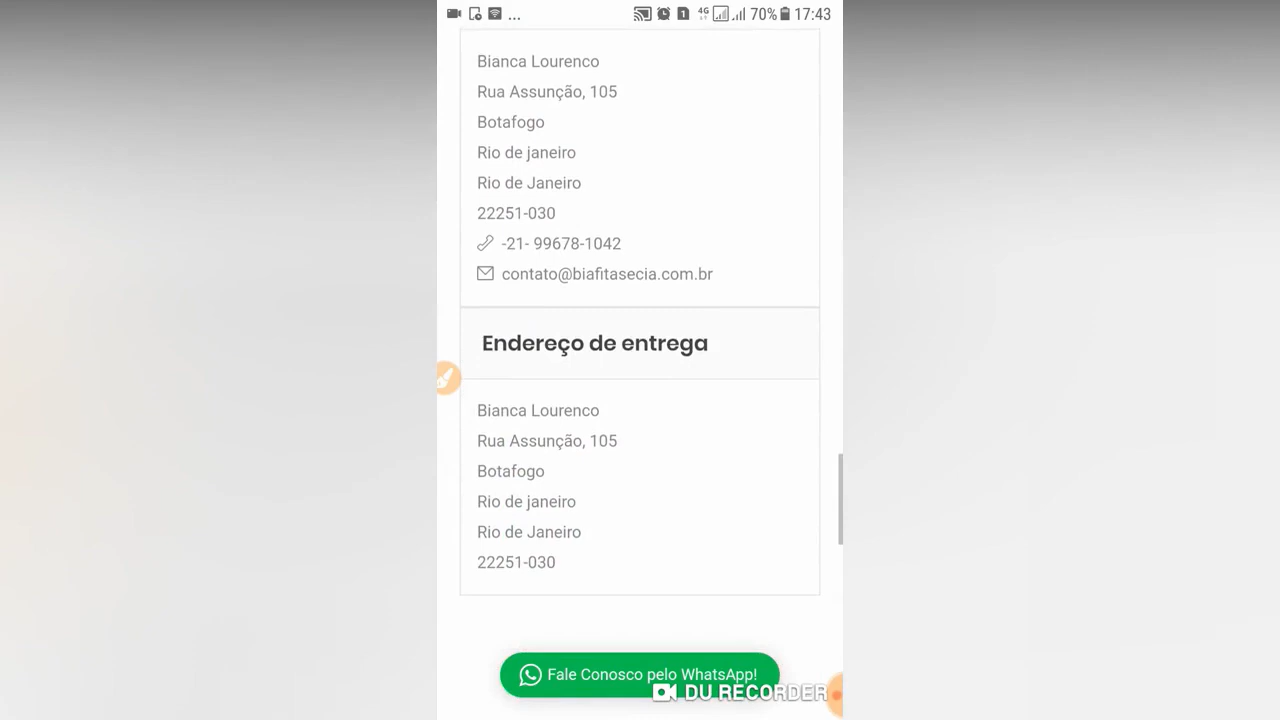 ... 1 4G 70% 17:43
Bianca Lourenco
Rua Assunção, 105
Botafogo
Rio de janeiro
Rio de Janeiro
22251-030
-21- 99678-1042
contato@biafitasecia.com.br
Endereço de entrega
Bianca Lourenco
Rua Assunção, 105
Botafogo
Rio de janeiro
Rio de Janeiro
22251-030
Fale Conosco pelo WhatsApp!
DU RECORDER